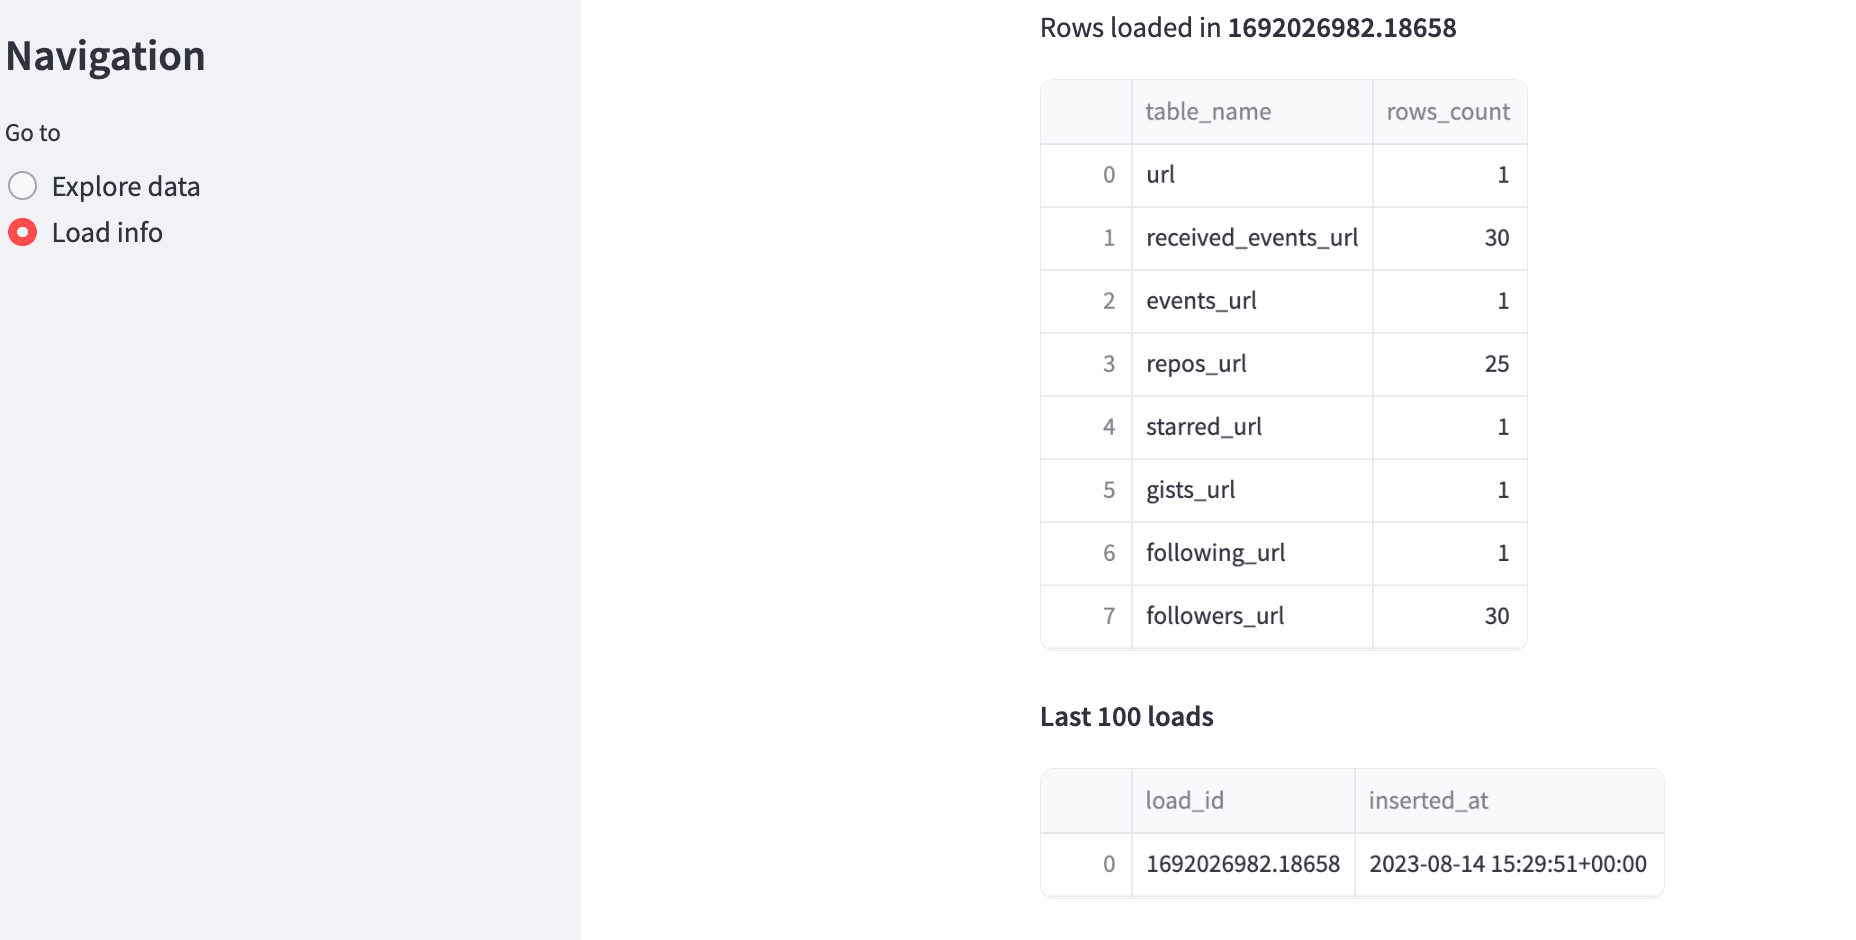 Navigation
Go to
Explore data
Load info
Rows loaded in 1692026982.18658
table_name rows_count
0 url 1
1 received_events_url 30
2 events_url 1
3 repos_url 25
4 starred_url 1
5 gists_url 1
6 following_url 1
7 followers_url 30
Last 100 loads
load_id inserted_at
0 1692026982.18658 2023-08-14 15:29:51+00:00